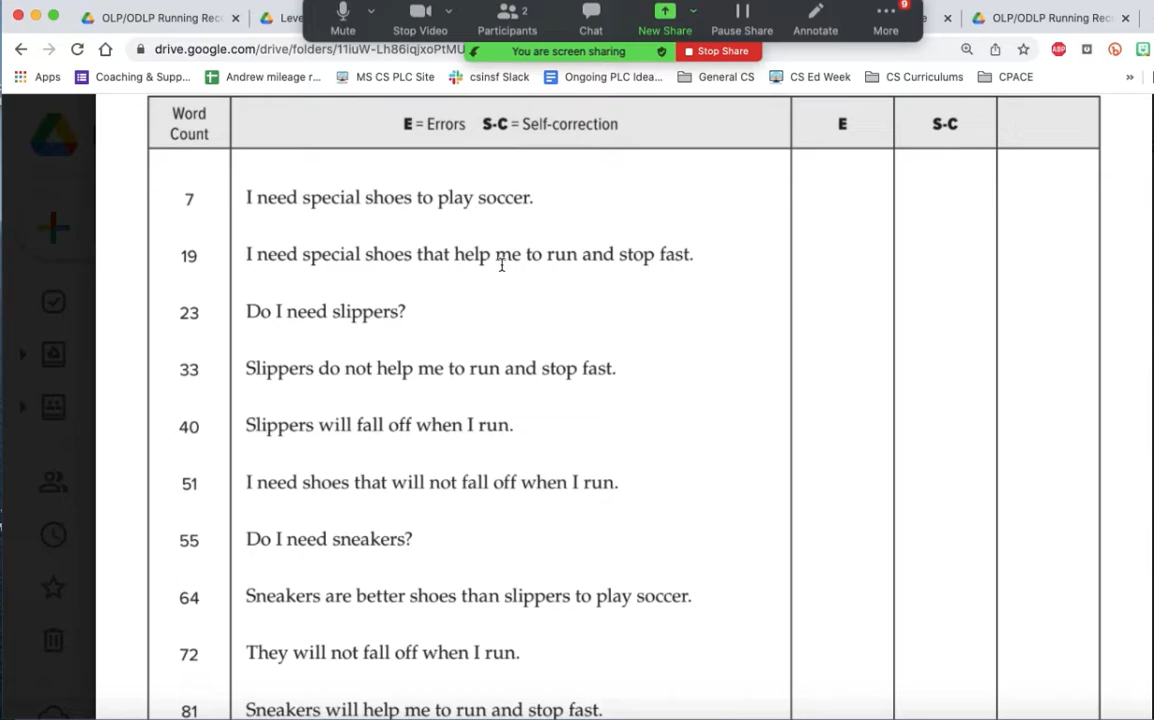 OLP/ODLP Running Rec
Leve
OLP/ODLP Running Rec
Mute
Stop Video
Participants
2
Chat
New Share
Pause Share
Annotate
More
9
drive.google.com/drive/folders/
You are screen sharing
Stop Share
Apps
Coaching & Supp...
Andrew mileage r...
MS CS PLC Site
csinsf Slack
Ongoing PLC Idea...
General CS
CS Ed Week
CS Curriculums
CPACE
»
Word
Count
E = Errors S-C = Self-correction
E
S-C
7 I need special shoes to play soccer.
19 I need special shoes that help me to run and stop fast.
23 Do I need slippers?
33 Slippers do not help me to run and stop fast.
40 Slippers will fall off when I run.
51 I need shoes that will not fall off when I run.
55 Do I need sneakers?
64 Sneakers are better shoes than slippers to play soccer.
72 They will not fall off when I run.
81 Sneakers will help me to run and stop fast.